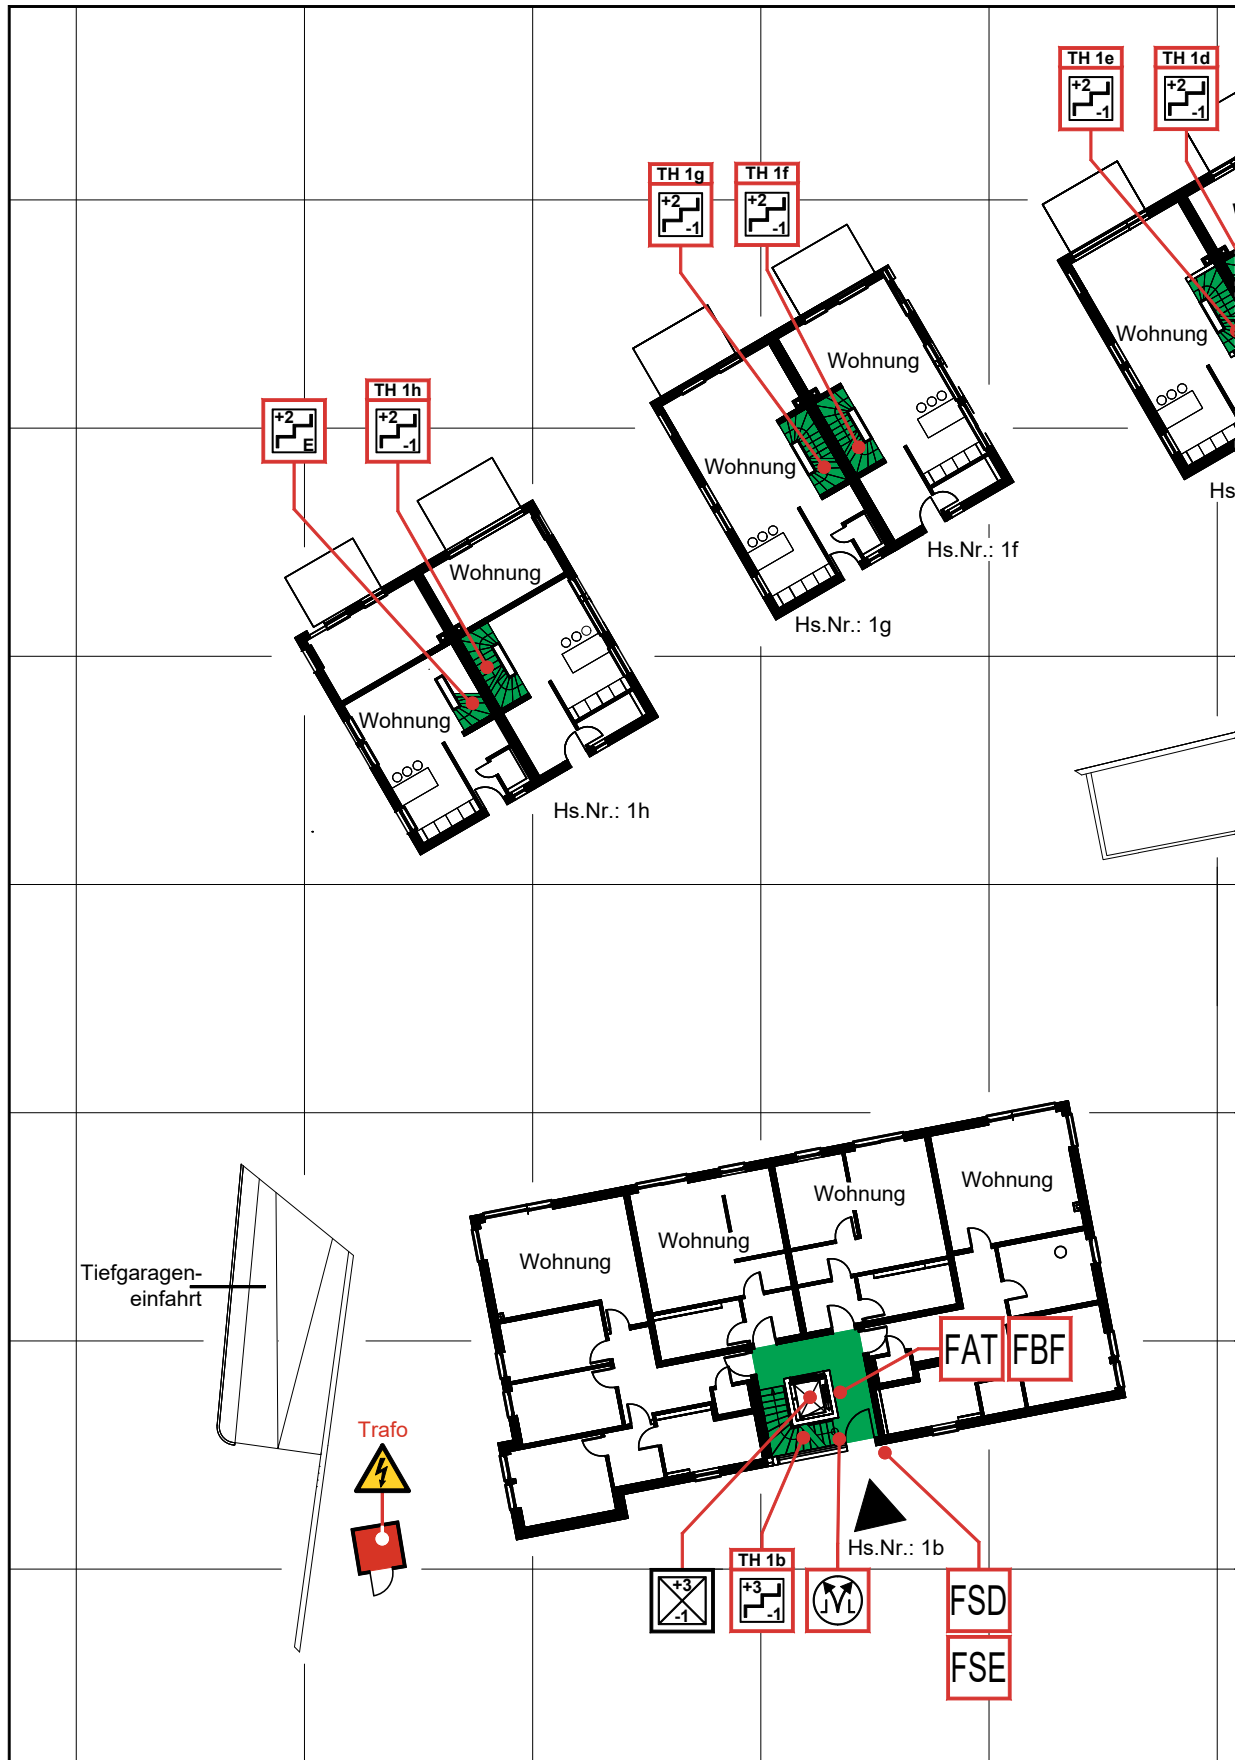 TH 1e
+2
-1
TH 1d
+2
-1
TH 1g
+2
-1
TH 1f
+2
-1
Wohnung
Wohnung
Wohnung
+2
E
TH 1h
+2
-1
Hs
Hs.Nr.: 1f
Wohnung
Hs.Nr.: 1g
Wohnung
Hs.Nr.: 1h
Wohnung
Wohnung
Wohnung
Wohnung
Tiefgaragen-
einfahrt
FAT
FBF
Trafo
Hs.Nr.: 1b
+3
-1
TH 1b
+3
-1
FSD
FSE